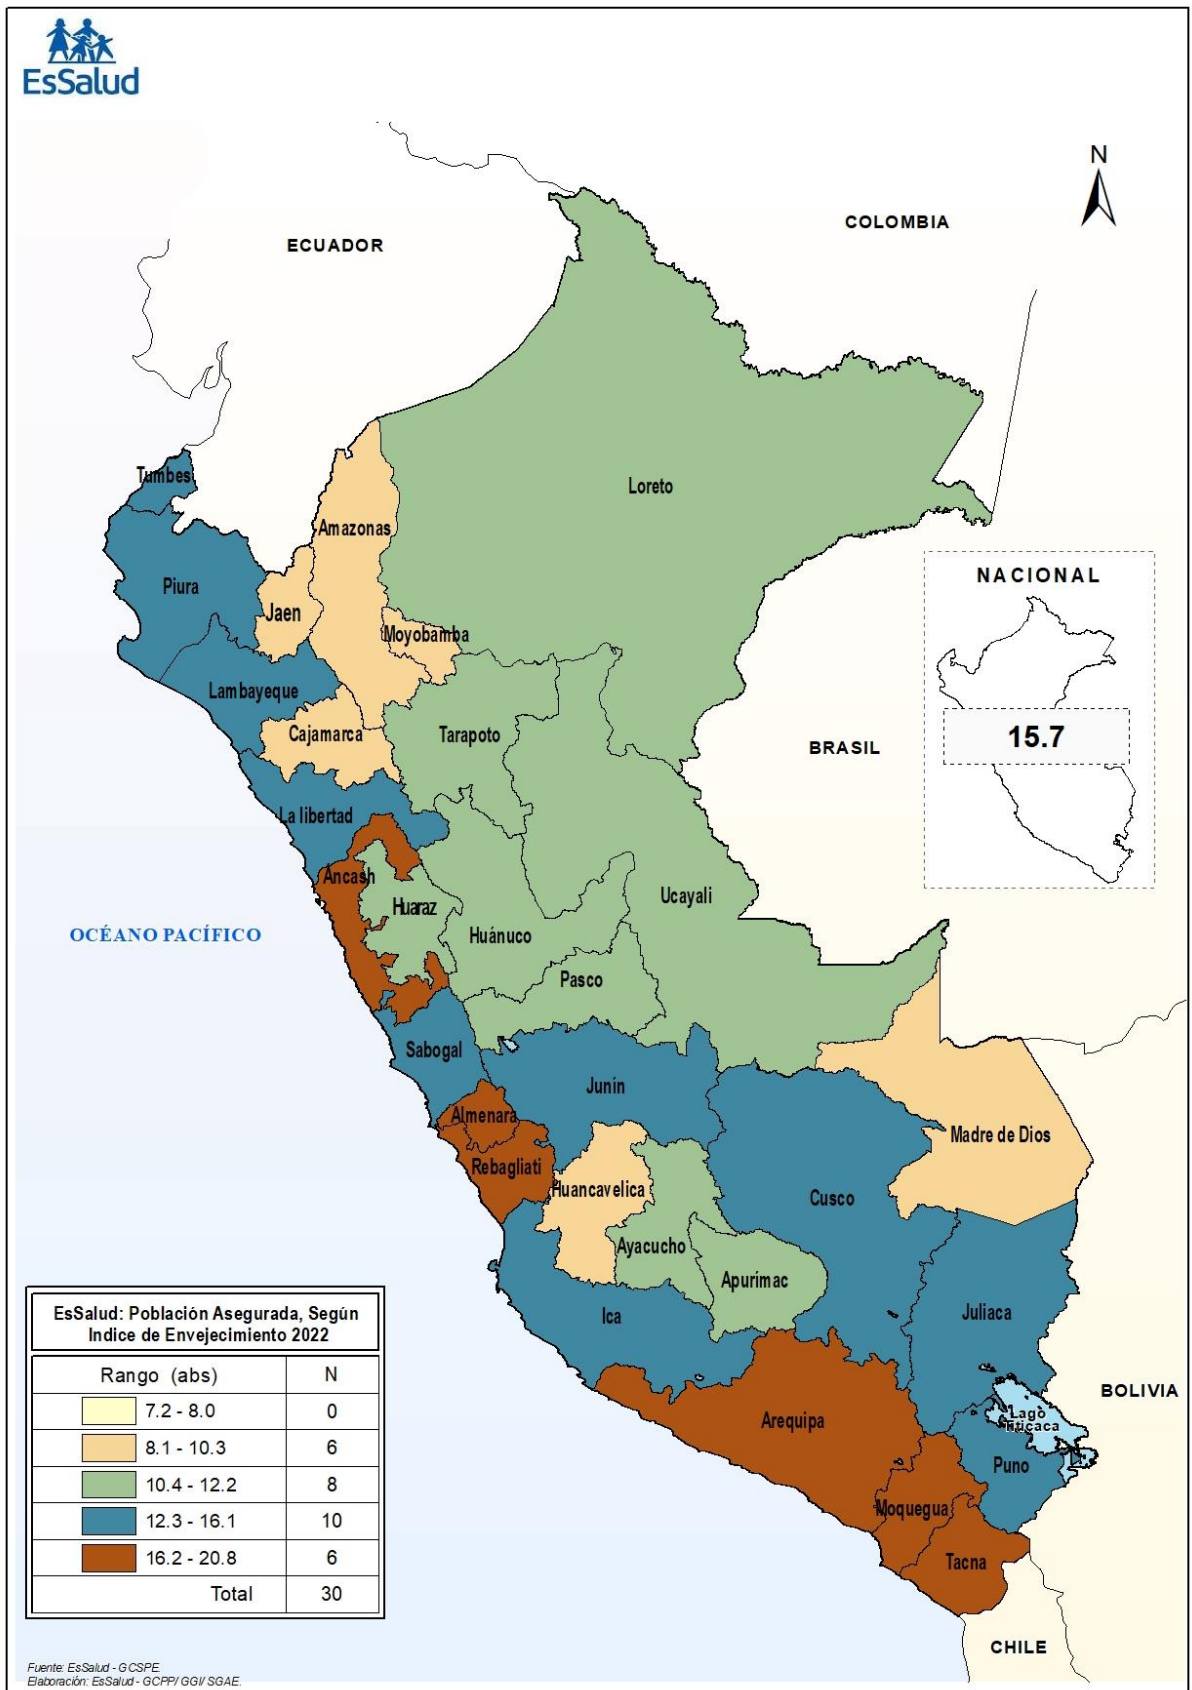 EsSalud
N
ECUADOR
COLOMBIA
Tumbes
Loreto
Amazonas
Piura
Jaen
Moyobamba
NACIONAL
15.7
Lambayeque
Cajamarca
Tarapoto
BRASIL
La libertad
Áncash
Huaraz
Ucayali
OCÉANO PACÍFICO
Huánuco
Pasco
Sabogal
Junín
Almenara
Rebagliati
Madre de Dios
Huancavelica
Cusco
Ayacucho
Apurímac
Ica
Juliaca
Arequipa
Lago
Titicaca
BOLIVIA
Puno
Moquegua
Tacna
CHILE
EsSalud: Población Asegurada, Según
Indice de Envejecimiento 2022
Rango (abs) N
7.2 - 8.0 0
8.1 - 10.3 6
10.4 - 12.2 8
12.3 - 16.1 10
16.2 - 20.8 6
Total 30
Fuente: EsSalud - GCSPE.
Elaboración: EsSalud - GCPP/ GGI/ SGAE.